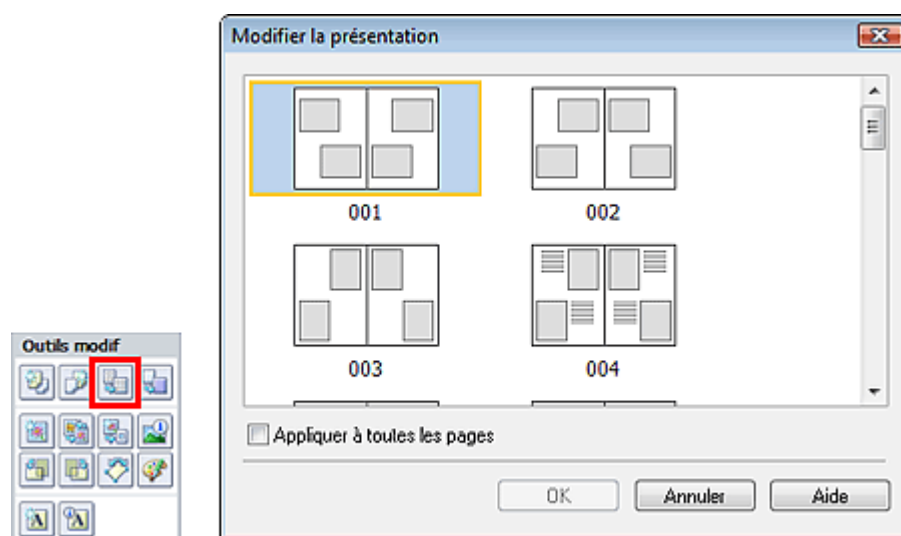 Modifier la présentation
001
002
003
004
Outils modif
Appliquer à toutes les pages
OK
Annuler
Aide